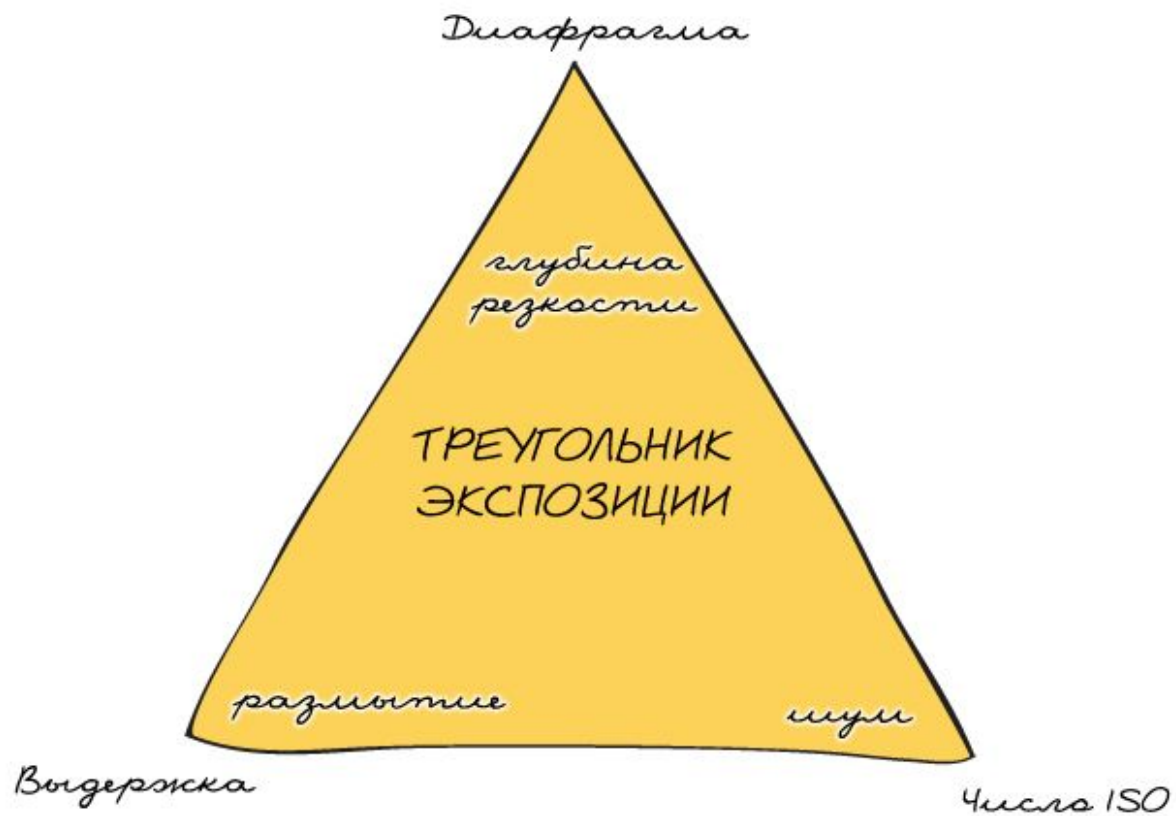 Диафрагма
глубина
резкости
ТРЕУГОЛЬНИК
ЭКСПОЗИЦИИ
размытие
шум
Выдержка
Число ISO